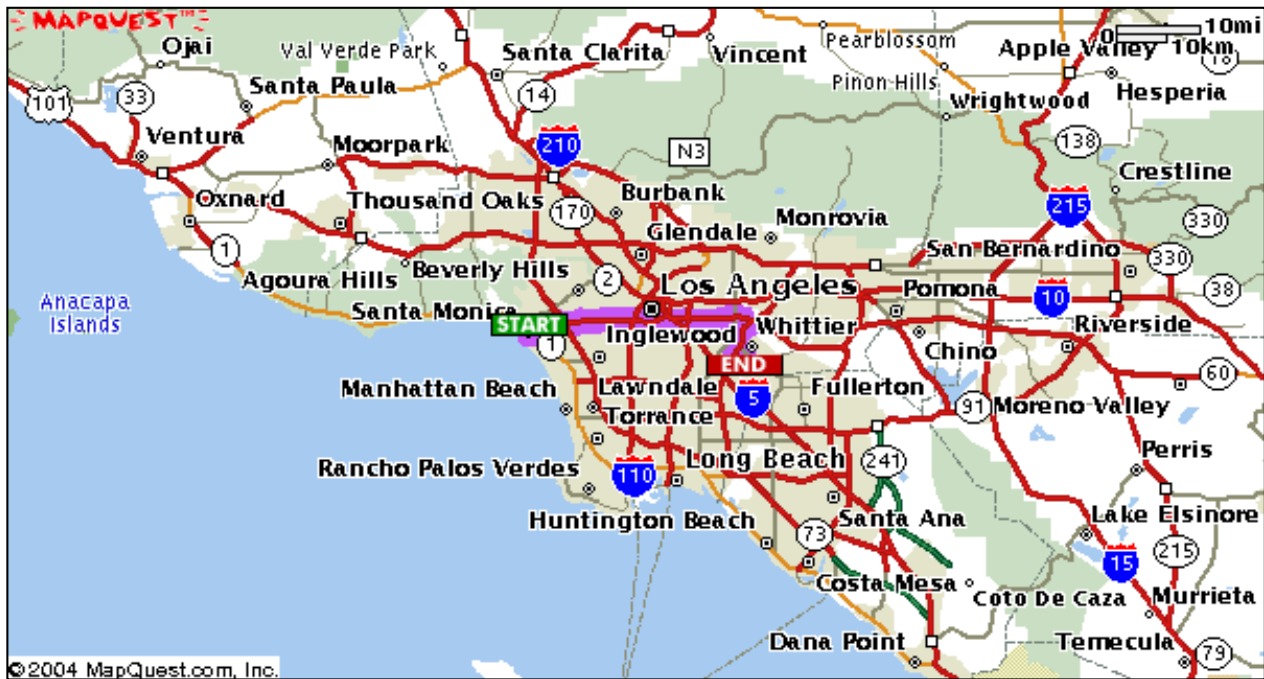 MAPQUEST™
0 10mi
10km
Ojai
Val Verde Park
Santa Clarita
Vincent
Pearblossom
Apple Valley
18
101
33
Santa Paula
14
Pinon Hills
Hesperia
Wrightwood
Ventura
Moorpark
210
N3
138
Crestline
Oxnard
Thousand Oaks
170
Burbank
Monrovia
215
330
1
Glendale
San Bernardino
330
Agoura Hills
Beverly Hills
2
Los Angeles
Pomona
10
38
Anacapa
Islands
Santa Monica
START
Inglewood
Whittier
Riverside
1
END
Chino
60
Manhattan Beach
Lawndale
5
Fullerton
91
Moreno Valley
Torrance
Perris
Rancho Palos Verdes
110
Long Beach
241
Huntington Beach
Santa Ana
Lake Elsinore
73
215
15
Costa Mesa
Coto De Caza
Murrieta
Dana Point
Temecula
79
©2004 MapQuest.com, Inc.